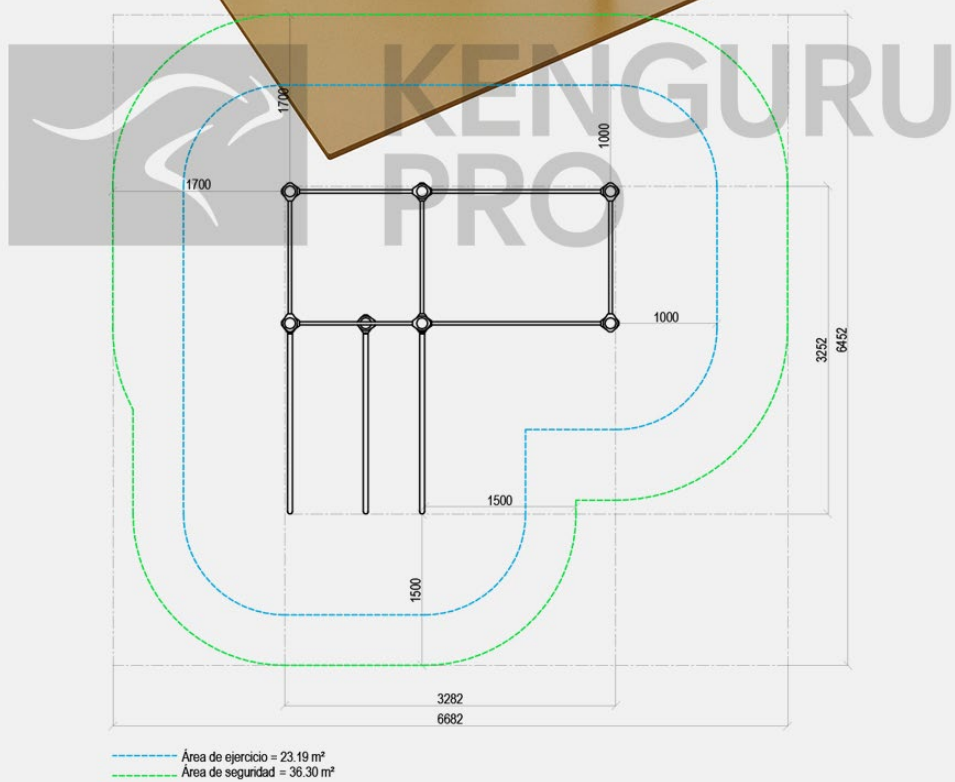 KENGURU
PRO
1700
1000
1700
1000
3252
6452
1500
1500
3282
6682
Área de ejercicio = 23.19 m²
Área de seguridad = 36.30 m²